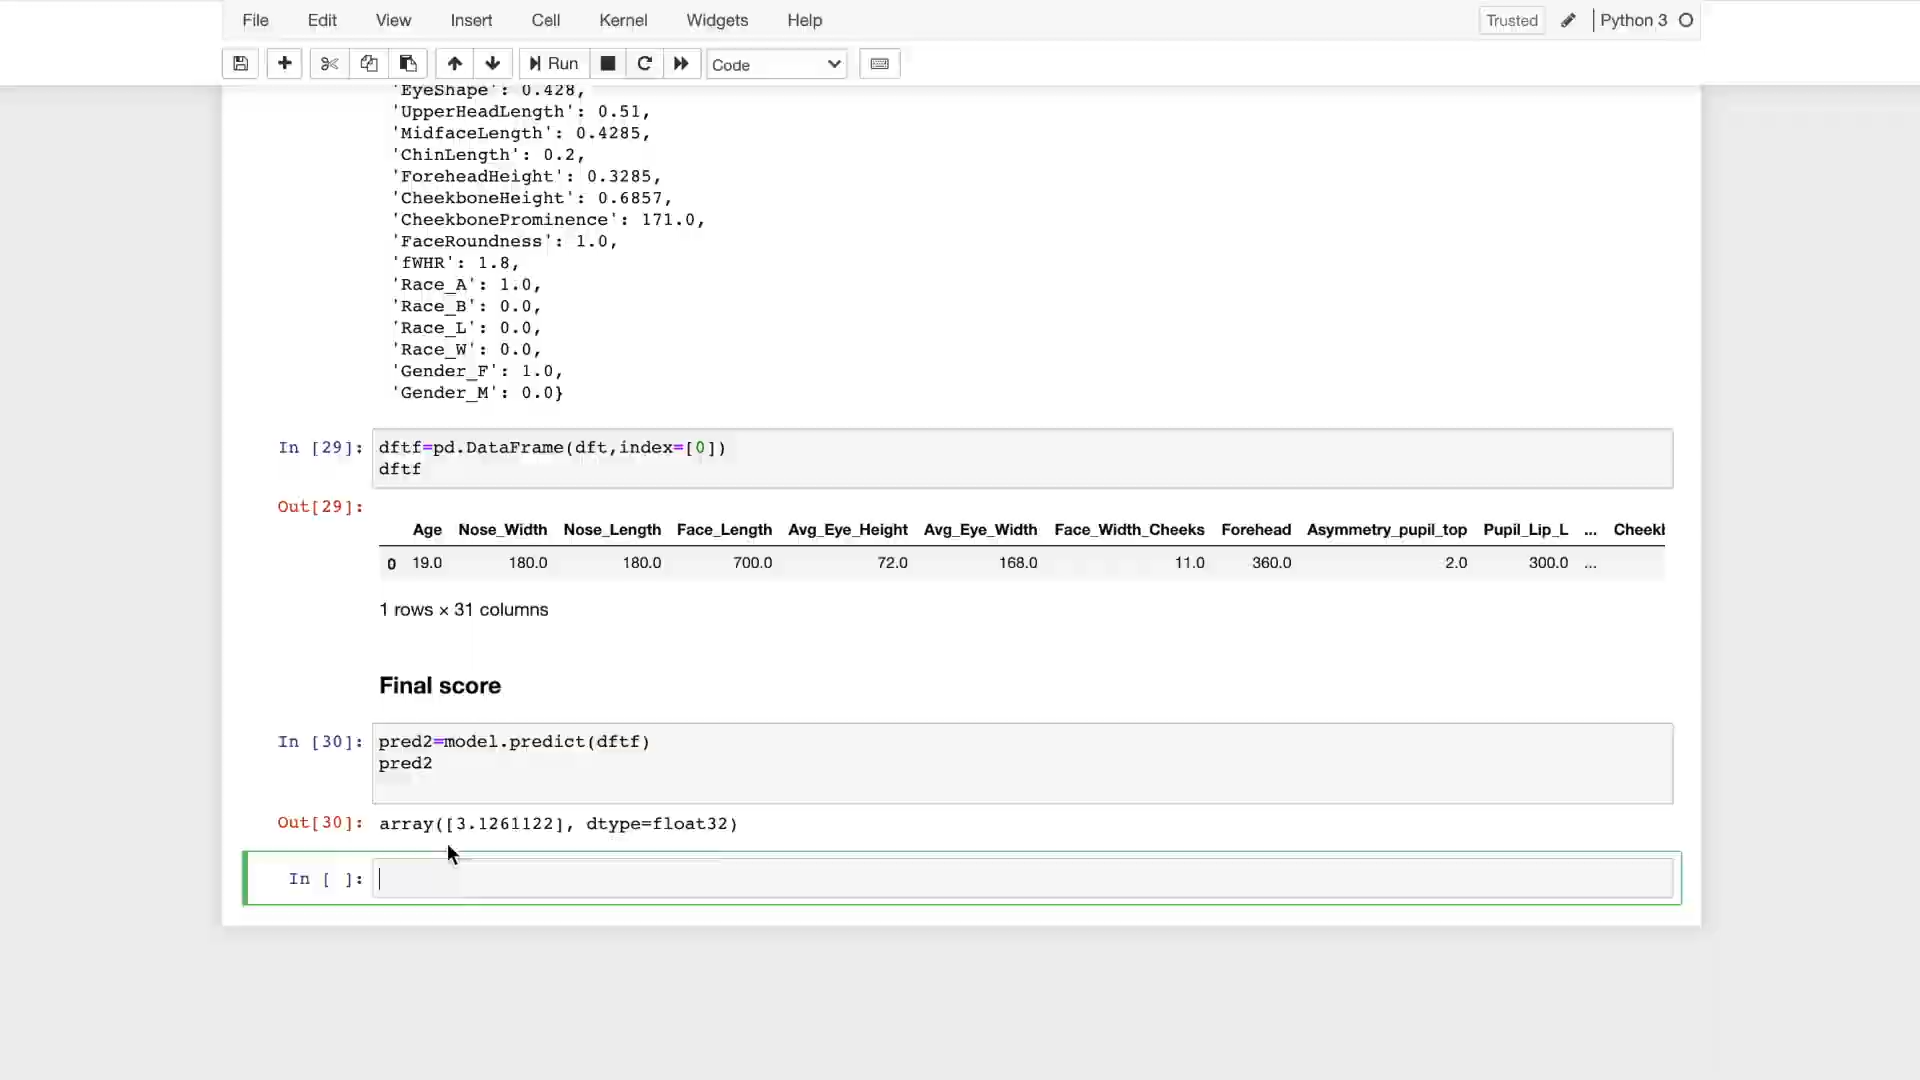 File Edit View Insert Cell Kernel Widgets Help Trusted Python 3
Run Code
'EyeShape': 0.428,
'UpperHeadLength': 0.51,
'MidfaceLength': 0.4285,
'ChinLength': 0.2,
'ForeheadHeight': 0.3285,
'CheekboneHeight': 0.6857,
'CheekboneProminence': 171.0,
'FaceRoundness': 1.0,
'fWHR': 1.8,
'Race_A': 1.0,
'Race_B': 0.0,
'Race_L': 0.0,
'Race_W': 0.0,
'Gender_F': 1.0,
'Gender_M': 0.0}
In [29]: dftf=pd.DataFrame(dft,index=[0])
dftf
Out[29]:
Age Nose_Width Nose_Length Face_Length Avg_Eye_Height Avg_Eye_Width Face_Width_Cheeks Forehead Asymmetry_pupil_top Pupil_Lip_L ...
0 19.0 180.0 180.0 700.0 72.0 168.0 11.0 360.0 2.0 300.0 ...
1 rows × 31 columns
Final score
In [30]: pred2=model.predict(dftf)
pred2
Out[30]: array([3.1261122], dtype=float32)
In [ ]: